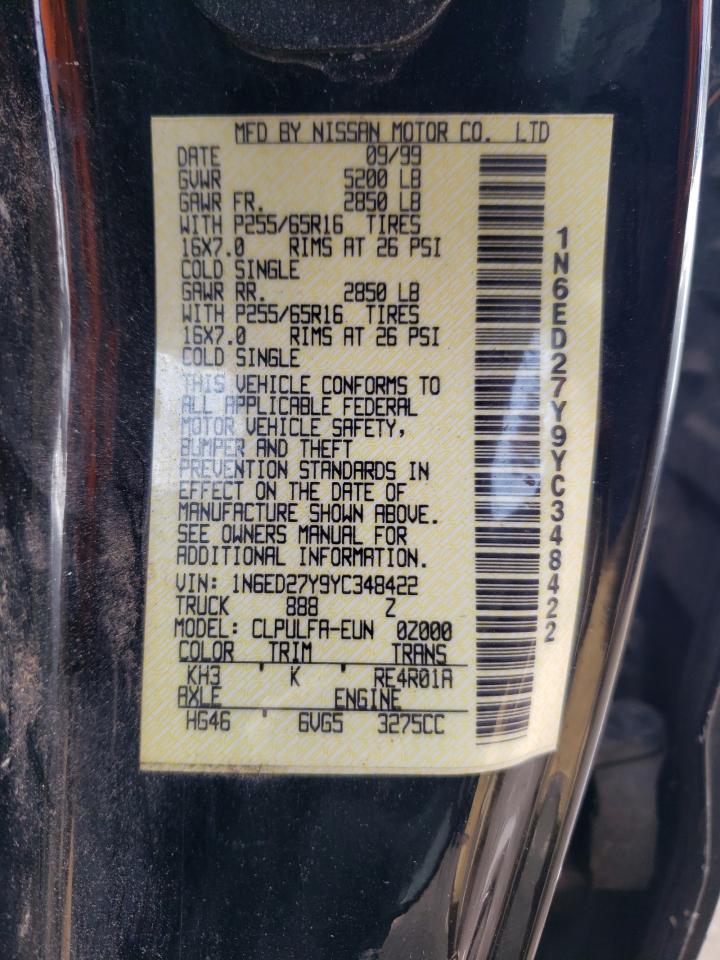 MFD BY NISSAN MOTOR CO. LTD
DATE 09/99
GVWR 5200 LB
GAWR FR. 2850 LB
WITH P255/65R16 TIRES
16X7.0 RIMS AT 26 PSI
COLD SINGLE
GAWR RR. 2850 LB
WITH P255/65R16 TIRES
16X7.0 RIMS AT 26 PSI
COLD SINGLE
THIS VEHICLE CONFORMS TO
ALL APPLICABLE FEDERAL
MOTOR VEHICLE SAFETY,
BUMPER AND THEFT
PREVENTION STANDARDS IN
EFFECT ON THE DATE OF
MANUFACTURE SHOWN ABOVE.
SEE OWNERS MANUAL FOR
ADDITIONAL INFORMATION.
VIN: 1N6ED27Y9YC348422
TRUCK 888 Z
MODEL: CLPULFA-EUN 0Z000
COLOR TRIM TRANS
KH3 K RE4R01A
AXLE ENGINE
HG46 6VG5 3275CC
1N6ED27Y9YC348422